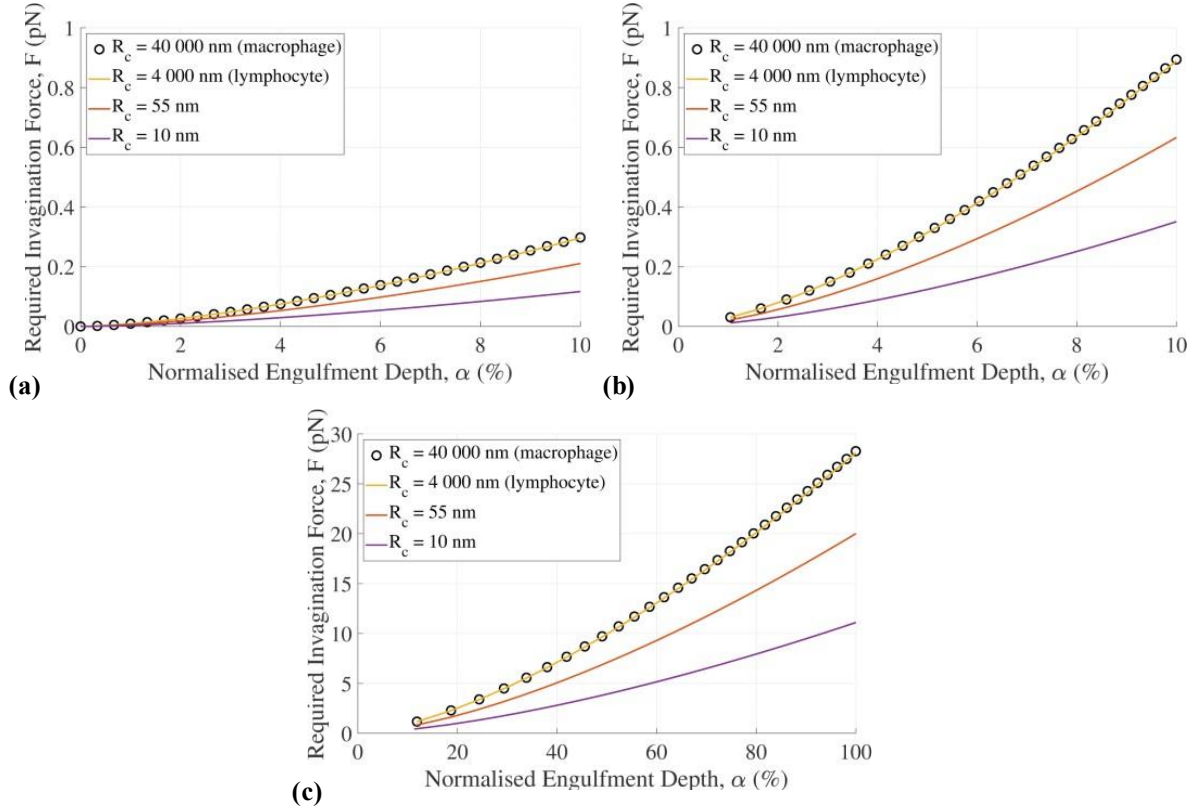 Required Invagination Force, F (pN)
1
0.8
0.6
0.4
0.2
0
R_c = 40 000 nm (macrophage)
R_c = 4 000 nm (lymphocyte)
R_c = 55 nm
R_c = 10 nm
0 2 4 6 8 10
Normalised Engulfment Depth, α (%)
(a)
Required Invagination Force, F (pN)
1
0.8
0.6
0.4
0.2
0
R_c = 40 000 nm (macrophage)
R_c = 4 000 nm (lymphocyte)
R_c = 55 nm
R_c = 10 nm
0 2 4 6 8 10
Normalised Engulfment Depth, α (%)
(b)
Required Invagination Force, F (pN)
30
25
20
15
10
5
0
R_c = 40 000 nm (macrophage)
R_c = 4 000 nm (lymphocyte)
R_c = 55 nm
R_c = 10 nm
0 20 40 60 80 100
Normalised Engulfment Depth, α (%)
(c)